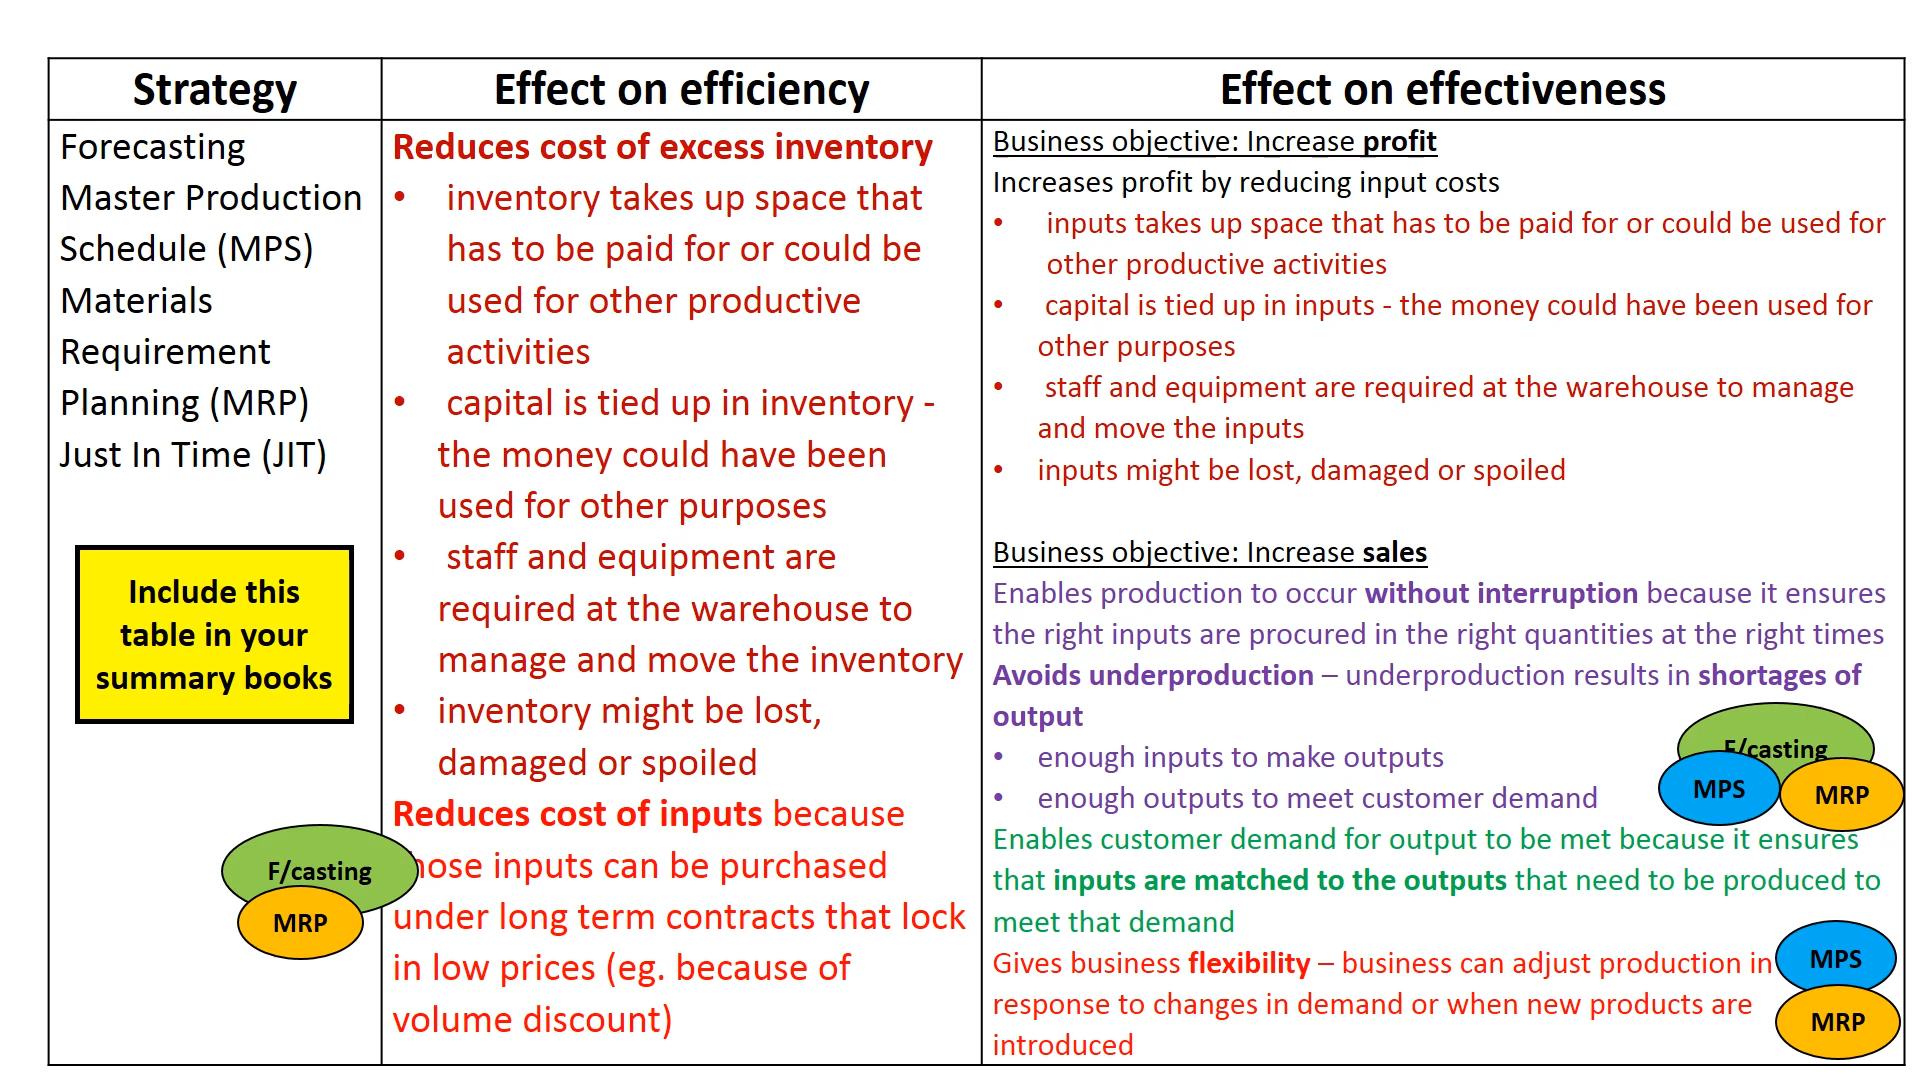 Strategy
Effect on efficiency
Effect on effectiveness
Forecasting
Master Production
Schedule (MPS)
Materials
Requirement
Planning (MRP)
Just In Time (JIT)
Include this
table in your
summary books
F/casting
MRP
Reduces cost of excess inventory
• inventory takes up space that
has to be paid for or could be
used for other productive
activities
• capital is tied up in inventory -
the money could have been
used for other purposes
• staff and equipment are
required at the warehouse to
manage and move the inventory
• inventory might be lost,
damaged or spoiled
Reduces cost of inputs because
hose inputs can be purchased
under long term contracts that lock
in low prices (eg. because of
volume discount)
Business objective: Increase profit
Increases profit by reducing input costs
• inputs takes up space that has to be paid for or could be used for
other productive activities
• capital is tied up in inputs - the money could have been used for
other purposes
• staff and equipment are required at the warehouse to manage
and move the inputs
• inputs might be lost, damaged or spoiled
Business objective: Increase sales
Enables production to occur without interruption because it ensures
the right inputs are procured in the right quantities at the right times
Avoids underproduction – underproduction results in shortages of
output
• enough inputs to make outputs
• enough outputs to meet customer demand
F/casting
MPS
MRP
Enables customer demand for output to be met because it ensures
that inputs are matched to the outputs that need to be produced to
meet that demand
Gives business flexibility – business can adjust production in
response to changes in demand or when new products are
introduced
MPS
MRP